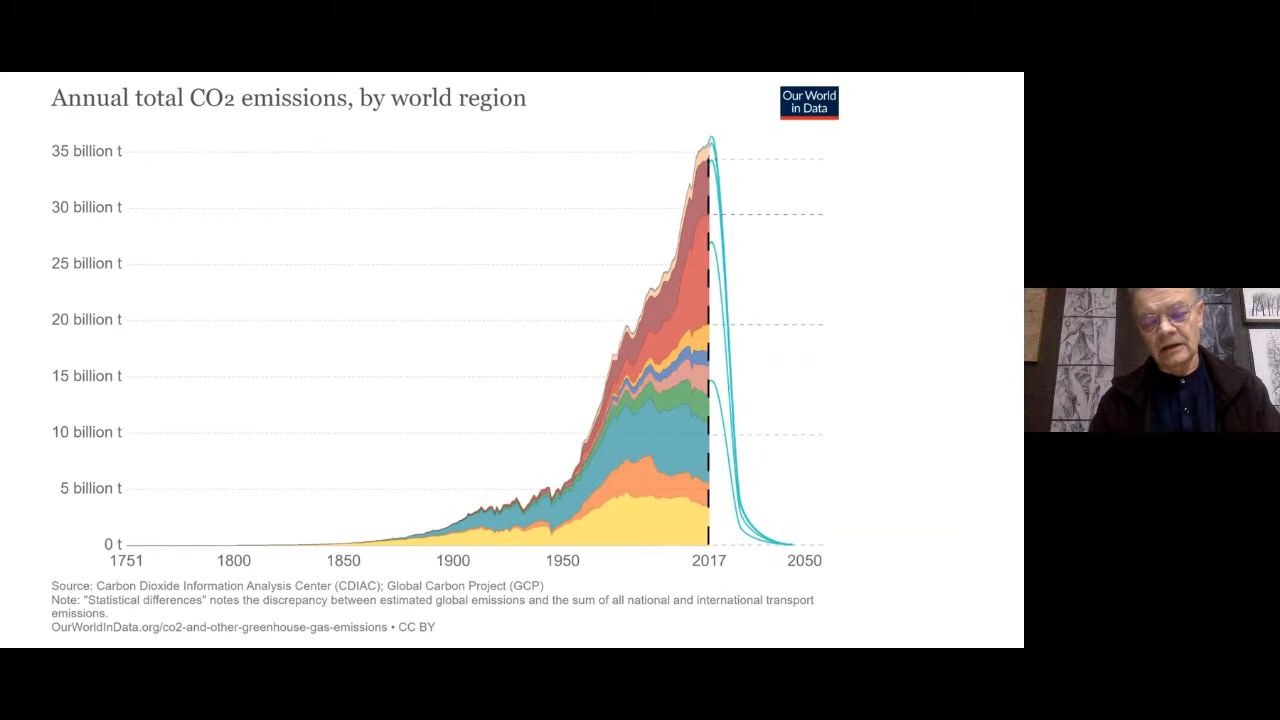 Annual total CO2 emissions, by world region
Our World
in Data
35 billion t
30 billion t
25 billion t
20 billion t
15 billion t
10 billion t
5 billion t
0 t
1751 1800 1850 1900 1950 2017 2050
Source: Carbon Dioxide Information Analysis Center (CDIAC); Global Carbon Project (GCP)
Note: "Statistical differences" notes the discrepancy between estimated global emissions and the sum of all national and international transport
emissions.
OurWorldInData.org/co2-and-other-greenhouse-gas-emissions • CC BY